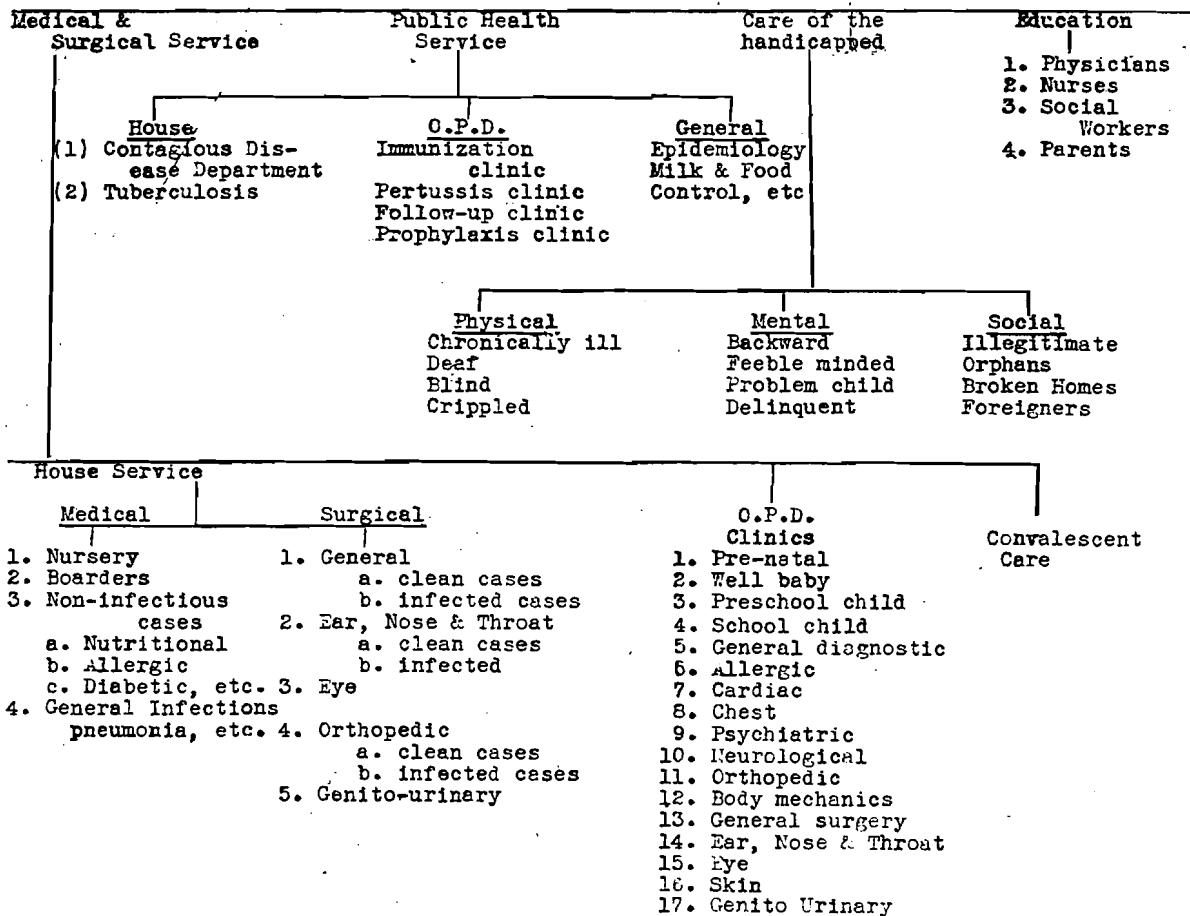 Medical &
Surgical Service
Public Health
Service
Care of the
handicapped
Education
1. Physicians
2. Nurses
3. Social
Workers
4. Parents
House
(1) Contagious Dis-
ease Department
(2) Tuberculosis
O.P.D.
Immunization
clinic
Pertussis clinic
Follow-up clinic
Prophylaxis clinic
General
Epidemiology
Milk & Food
Control, etc
Physical
Chronically ill
Deaf
Blind
Crippled
Mental
Backward
Feeble minded
Problem child
Delinquent
Social
Illegitimate
Orphans
Broken Homes
Foreigners
House Service
Medical
1. Nursery
2. Boarders
3. Non-infectious
cases
a. Nutritional
b. Allergic
c. Diabetic, etc.
4. General Infections
pneumonia, etc.
Surgical
1. General
a. clean cases
b. infected cases
2. Ear, Nose & Throat
a. clean cases
b. infected
3. Eye
4. Orthopedic
a. clean cases
b. infected cases
5. Genito-urinary
O.P.D.
Clinics
1. Pre-natal
2. Well baby
3. Preschool child
4. School child
5. General diagnostic
6. Allergic
7. Cardiac
8. Chest
9. Psychiatric
10. Neurological
11. Orthopedic
12. Body mechanics
13. General surgery
14. Ear, Nose & Throat
15. Eye
16. Skin
17. Genito Urinary
Convalescent
Care